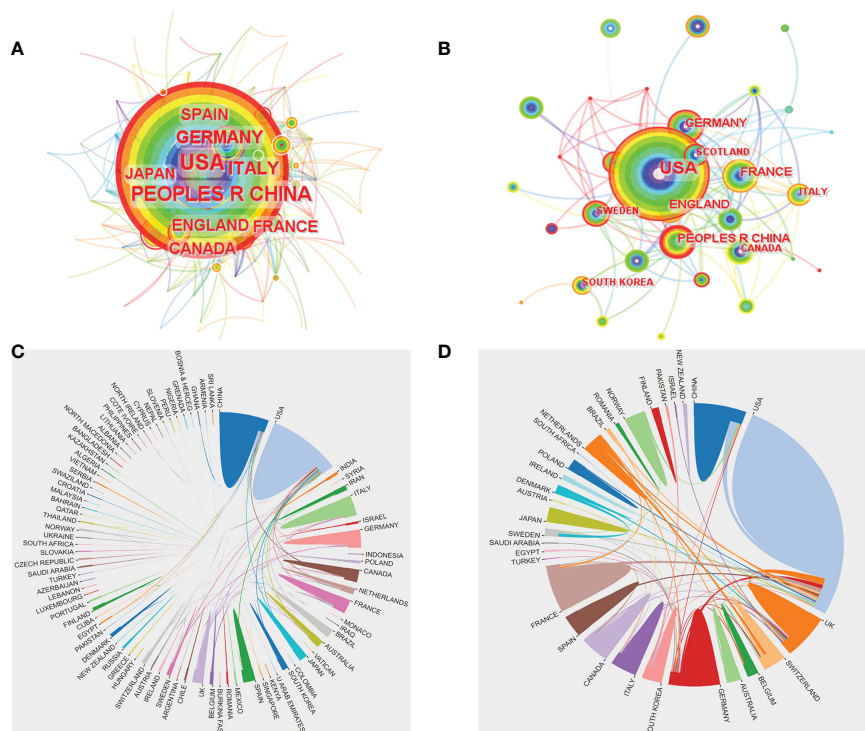 A
SPAIN
GERMANY
USA
ITALY
JAPAN
PEOPLES R CHINA
ENGLAND
FRANCE
CANADA
B
GERMANY
SCOTLAND
USA
FRANCE
ITALY
ENGLAND
SWEDEN
PEOPLES R CHINA
CANADA
SOUTH KOREA
C
CHINA
USA
INDIA
SYRIA
IRAN
ITALY
ISRAEL
GERMANY
INDONESIA
POLAND
CANADA
NETHERLANDS
FRANCE
MONACO
IRAQ
BRAZIL
AUSTRALIA
VATICAN
JAPAN
COLOMBIA
SOUTH KOREA
U ARAB EMIRATES
KENYA
SINGAPORE
SPAIN
MEXICO
ROMANIA
BURKINA FAS
BELGIUM
UK
CHILE
ARGENTINA
SWEDEN
IRELAND
AUSTRIA
SWITZERLAND
HUNGARY
GREECE
RUSSIA
NEW ZEALAND
DENMARK
PAKISTAN
EGYPT
CUBA
FINLAND
PORTUGAL
LUXEMBOURG
LEBANON
AZERBAIJAN
TURKEY
SAUDI ARABIA
CZECH REPUBLIC
SLOVAKIA
SOUTH AFRICA
UKRAINE
NORWAY
THAILAND
QATAR
BAHRAIN
MALAYSIA
CROATIA
SWAZILAND
SERBIA
VIETNAM
ALGERIA
KAZAKHSTAN
BANGLADESH
NORTH MACEDONIA
ALBANIA
LITHUANIA
PHILIPPINES
COTE IVOIRE
CYPRUS
NORTH IRELAND
NEPAL
SLOVENIA
PERU
NIGERIA
GRENADA
BOSNIA & HERCEG
GHANA
ARMENIA
SRI LANKA
D
CHINA
USA
UK
SWITZERLAND
BELGIUM
AUSTRALIA
GERMANY
OUTH KOREA
ITALY
CANADA
SPAIN
FRANCE
TURKEY
EGYPT
SAUDI ARABIA
SWEDEN
JAPAN
AUSTRIA
DENMARK
IRELAND
POLAND
SOUTH AFRICA
NETHERLANDS
BRAZIL
ROMANIA
NORWAY
FINLAND
PAKISTAN
ISRAEL
NEW ZEALAND